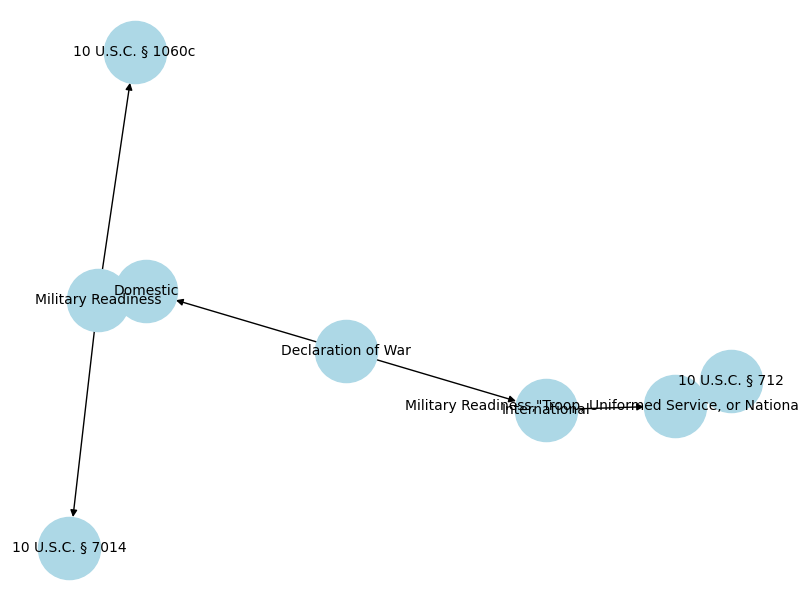 10 U.S.C. § 1060c
Domestic
Military Readiness
Declaration of War
10 U.S.C. § 712
Military Readiness,"Troop, Uniformed Service, or Nationa
International
10 U.S.C. § 7014